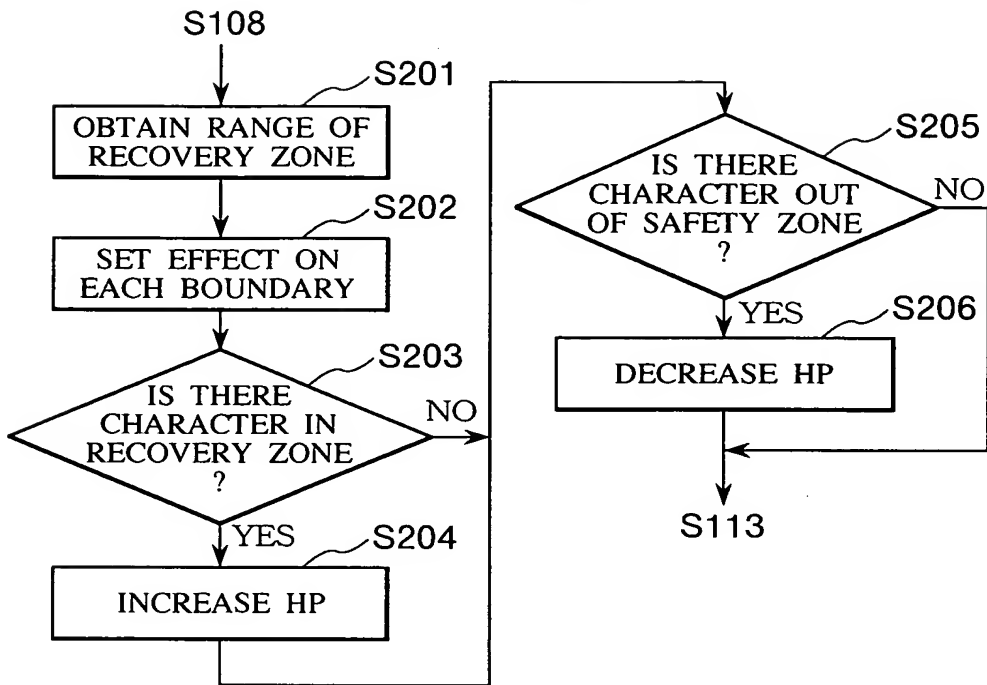 S108
S201
OBTAIN RANGE OF
RECOVERY ZONE
S202
SET EFFECT ON
EACH BOUNDARY
S203
IS THERE
CHARACTER IN
RECOVERY ZONE
?
NO
YES
S204
INCREASE HP
S205
IS THERE
CHARACTER OUT
OF SAFETY ZONE
?
NO
YES
S206
DECREASE HP
S113